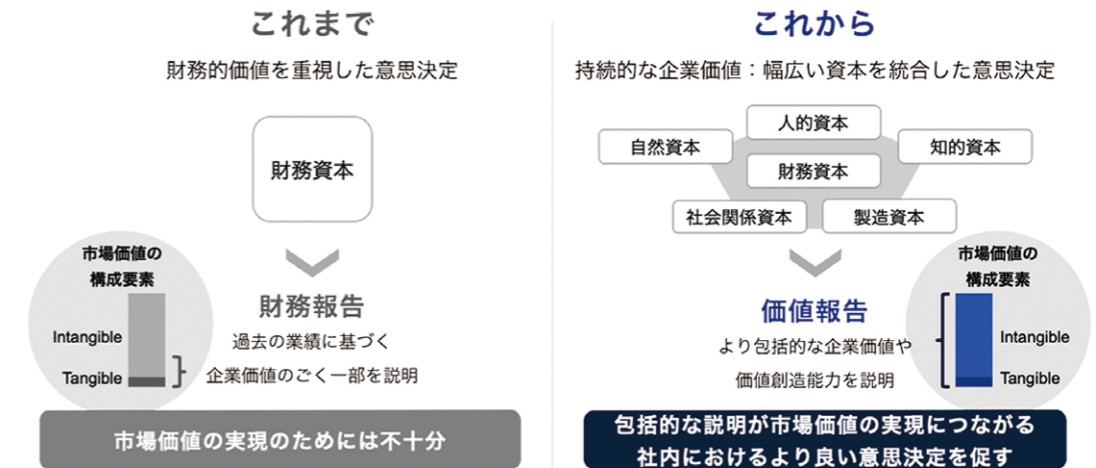 これまで
財務的価値を重視した意思決定
財務資本
市場価値の
構成要素
Intangible
Tangible
財務報告
過去の業績に基づく
企業価値のごく一部を説明
市場価値の実現のためには不十分
これから
持続的な企業価値：幅広い資本を統合した意思決定
人的資本
自然資本
知的資本
財務資本
社会関係資本
製造資本
価値報告
より包括的な企業価値や
価値創造能力を説明
市場価値の
構成要素
Intangible
Tangible
包括的な説明が市場価値の実現につながる
社内におけるより良い意思決定を促す